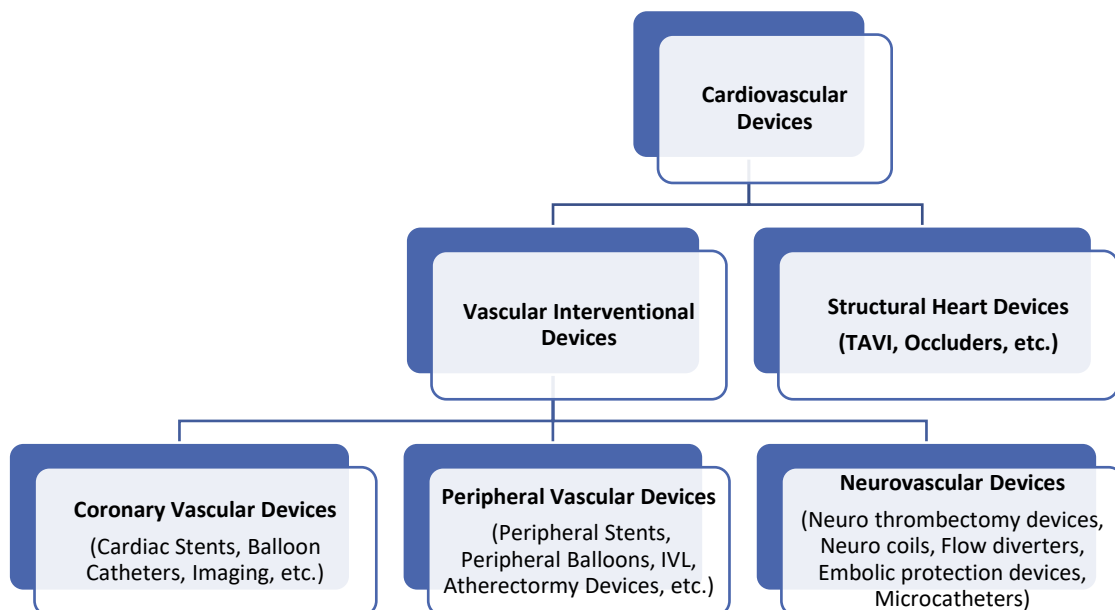 Cardiovascular
Devices
Vascular Interventional
Devices
Structural Heart Devices
(TAVI, Occluders, etc.)
Coronary Vascular Devices
(Cardiac Stents, Balloon
Catheters, Imaging, etc.)
Peripheral Vascular Devices
(Peripheral Stents,
Peripheral Balloons, IVL,
Atherectormy Devices, etc.)
Neurovascular Devices
(Neuro thrombectomy devices,
Neuro coils, Flow diverters,
Embolic protection devices,
Microcatheters)